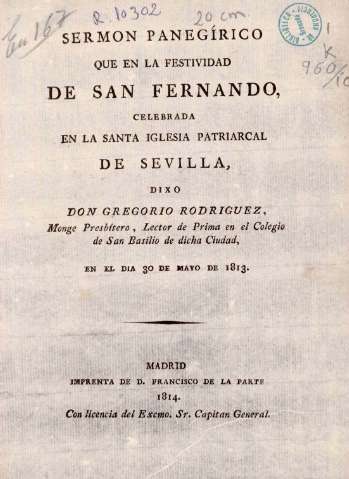 R. 10302
20 cm.
SERMON PANEGÍRICO
QUE EN LA FESTIVIDAD
DE SAN FERNANDO,
CELEBRADA
EN LA SANTA IGLESIA PATRIARCAL
DE SEVILLA,
DIXO
DON GREGORIO RODRIGUEZ,
Monge Presbítero, Lector de Prima en el Colegio
de San Basilio de dicha Ciudad,
EN EL DIA 30 DE MAYO DE 1813.
MADRID
IMPRENTA DE D. FRANCISCO DE LA PARTE
1814.
Con licencia del Excmo. Sr. Capitan General.